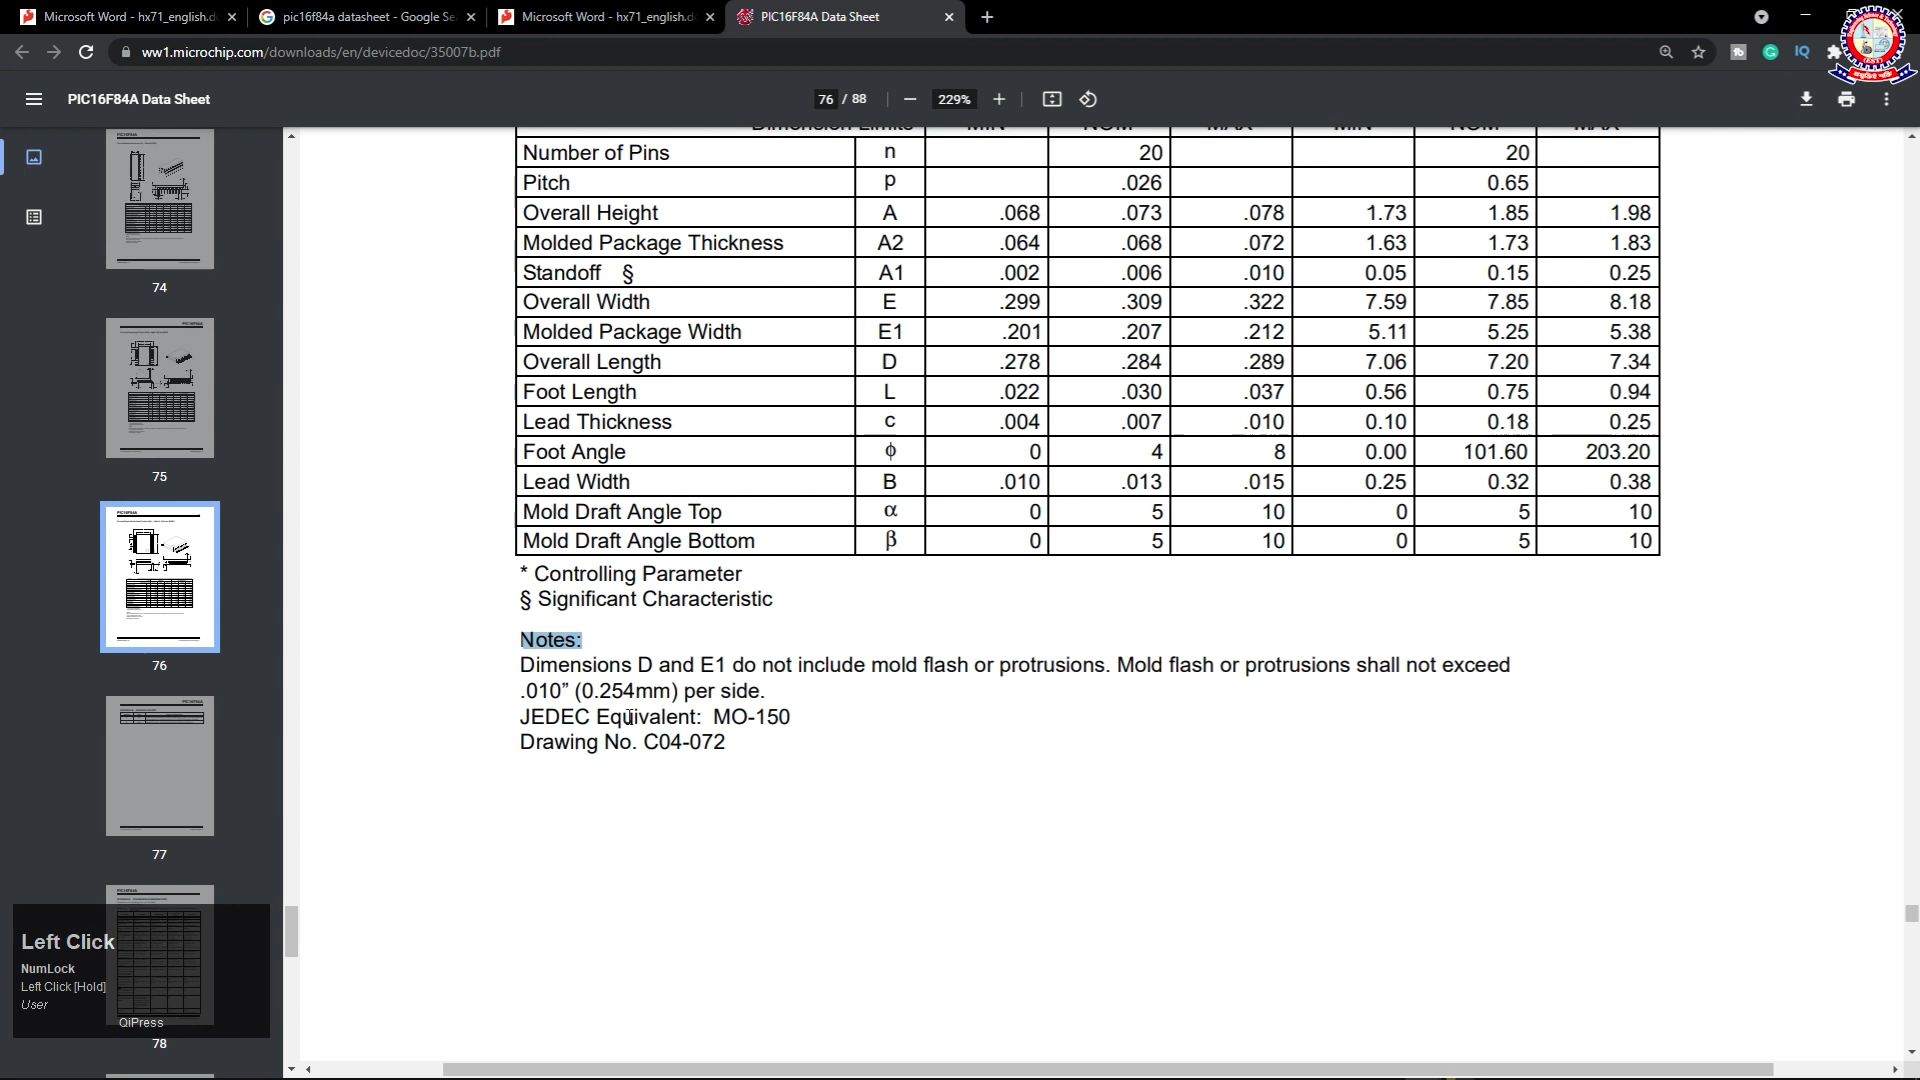 Microsoft Word - hx71_english.d
pic16f84a datasheet - Google Se
Microsoft Word - hx71_english.d
PIC16F84A Data Sheet
ww1.microchip.com/downloads/en/devicedoc/35007b.pdf
PIC16F84A Data Sheet
76 / 88
229%
Dimension Limits MIN NOM MAX MIN NOM MAX
Number of Pins n 20 20
Pitch p .026 0.65
Overall Height A .068 .073 .078 1.73 1.85 1.98
Molded Package Thickness A2 .064 .068 .072 1.63 1.73 1.83
Standoff § A1 .002 .006 .010 0.05 0.15 0.25
Overall Width E .299 .309 .322 7.59 7.85 8.18
Molded Package Width E1 .201 .207 .212 5.11 5.25 5.38
Overall Length D .278 .284 .289 7.06 7.20 7.34
Foot Length L .022 .030 .037 0.56 0.75 0.94
Lead Thickness c .004 .007 .010 0.10 0.18 0.25
Foot Angle ϕ 0 4 8 0.00 101.60 203.20
Lead Width B .010 .013 .015 0.25 0.32 0.38
Mold Draft Angle Top α 0 5 10 0 5 10
Mold Draft Angle Bottom β 0 5 10 0 5 10
* Controlling Parameter
§ Significant Characteristic
Notes:
Dimensions D and E1 do not include mold flash or protrusions. Mold flash or protrusions shall not exceed
.010” (0.254mm) per side.
JEDEC Equivalent: MO-150
Drawing No. C04-072
74
75
76
77
78
Left Click
NumLock
Left Click [Hold]
User
QiPress